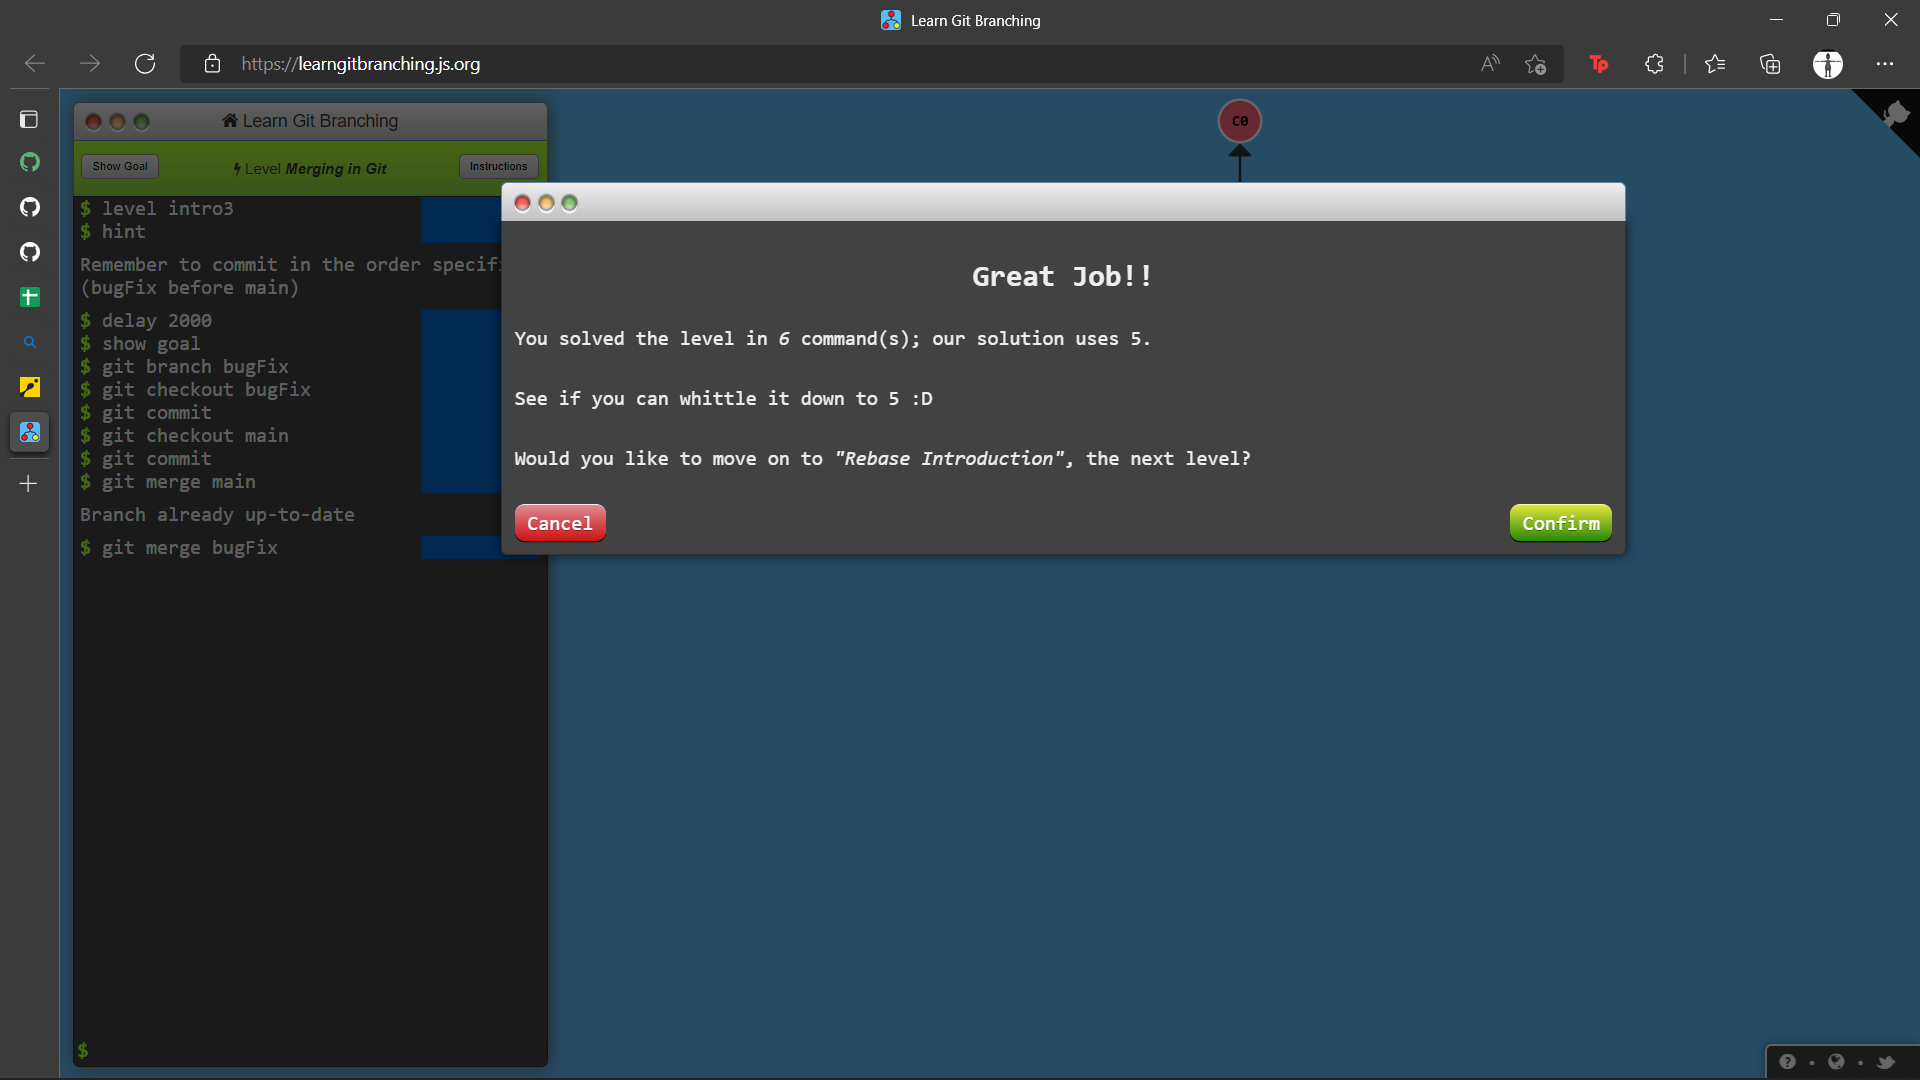 Learn Git Branching
https://learngitbranching.js.org
Tp
Learn Git Branching
Show Goal
Level Merging in Git
Instructions
$ level intro3
$ hint
Remember to commit in the order
(bugFix before main)
$ delay 2000
$ show goal
$ git branch bugFix
$ git checkout bugFix
$ git commit
$ git checkout main
$ git commit
$ git merge main
Branch already up-to-date
$ git merge bugFix
$
C0
Great Job!!
You solved the level in 6 command(s); our solution uses 5.
See if you can whittle it down to 5 :D
Would you like to move on to "Rebase Introduction", the next level?
Cancel
Confirm